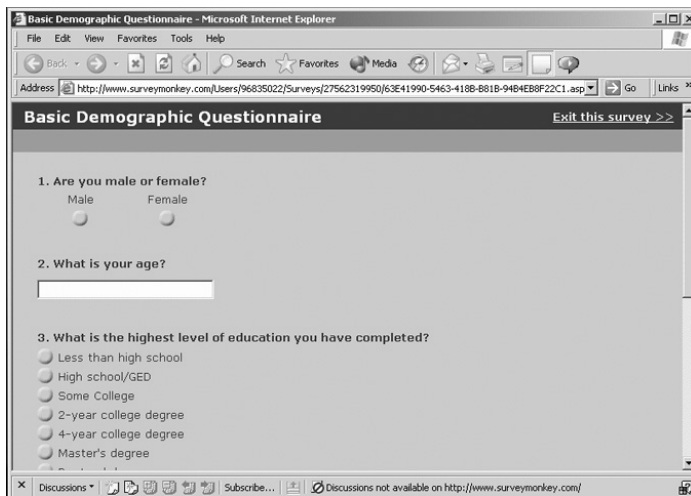 Basic Demographic Questionnaire - Microsoft Internet Explorer
File Edit View Favorites Tools Help
Back Search Favorites Media
Address http://www.surveymonkey.com/Users/96835022/Surveys/27562319950/63E41990-5463-418B-B81B-94B4EB8F22C1.asp Go Links »
Basic Demographic Questionnaire Exit this survey >>
1. Are you male or female?
Male Female
2. What is your age?
3. What is the highest level of education you have completed?
Less than high school
High school/GED
Some College
2-year college degree
4-year college degree
Master's degree
Discussions Subscribe... Discussions not available on http://www.surveymonkey.com/